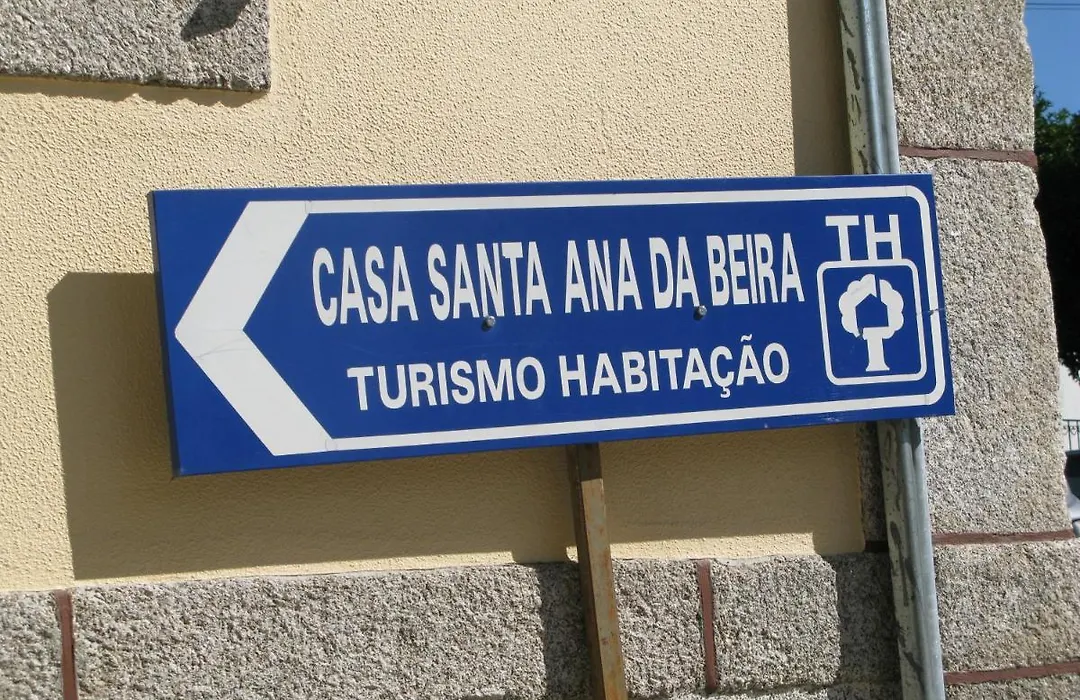 CASA SANTA ANA DA BEIRA
TURISMO HABITAÇÃO
TH